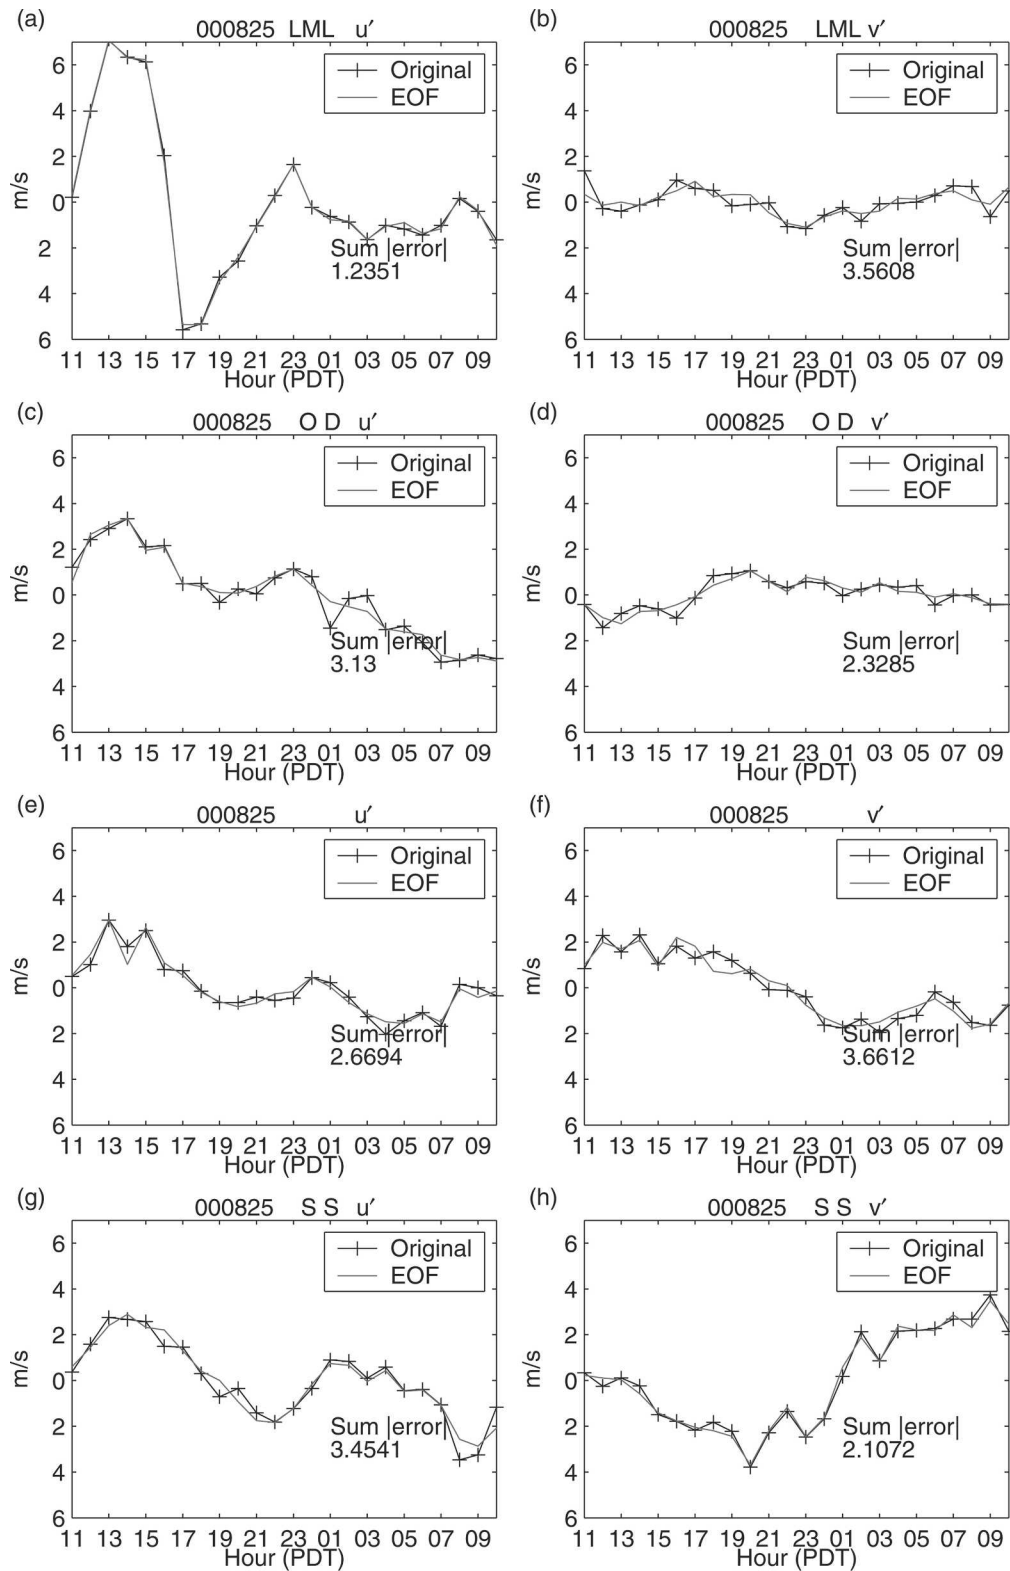 (a)
000825 LML u′
Original
EOF
Sum |error|
1.2351
m/s
6
4
2
0
2
4
6
11 13 15 17 19 21 23 01 03 05 07 09
Hour (PDT)
(b)
000825 LML v′
Original
EOF
Sum |error|
3.5608
m/s
6
4
2
0
2
4
6
11 13 15 17 19 21 23 01 03 05 07 09
Hour (PDT)
(c)
000825 O D u′
Original
EOF
Sum |error|
3.13
m/s
6
4
2
0
2
4
6
11 13 15 17 19 21 23 01 03 05 07 09
Hour (PDT)
(d)
000825 O D v′
Original
EOF
Sum |error|
2.3285
m/s
6
4
2
0
2
4
6
11 13 15 17 19 21 23 01 03 05 07 09
Hour (PDT)
(e)
000825 u′
Original
EOF
Sum |error|
2.6694
m/s
6
4
2
0
2
4
6
11 13 15 17 19 21 23 01 03 05 07 09
Hour (PDT)
(f)
000825 v′
Original
EOF
Sum |error|
3.6612
m/s
6
4
2
0
2
4
6
11 13 15 17 19 21 23 01 03 05 07 09
Hour (PDT)
(g)
000825 S S u′
Original
EOF
Sum |error|
3.4541
m/s
6
4
2
0
2
4
6
11 13 15 17 19 21 23 01 03 05 07 09
Hour (PDT)
(h)
000825 S S v′
Original
EOF
Sum |error|
2.1072
m/s
6
4
2
0
2
4
6
11 13 15 17 19 21 23 01 03 05 07 09
Hour (PDT)